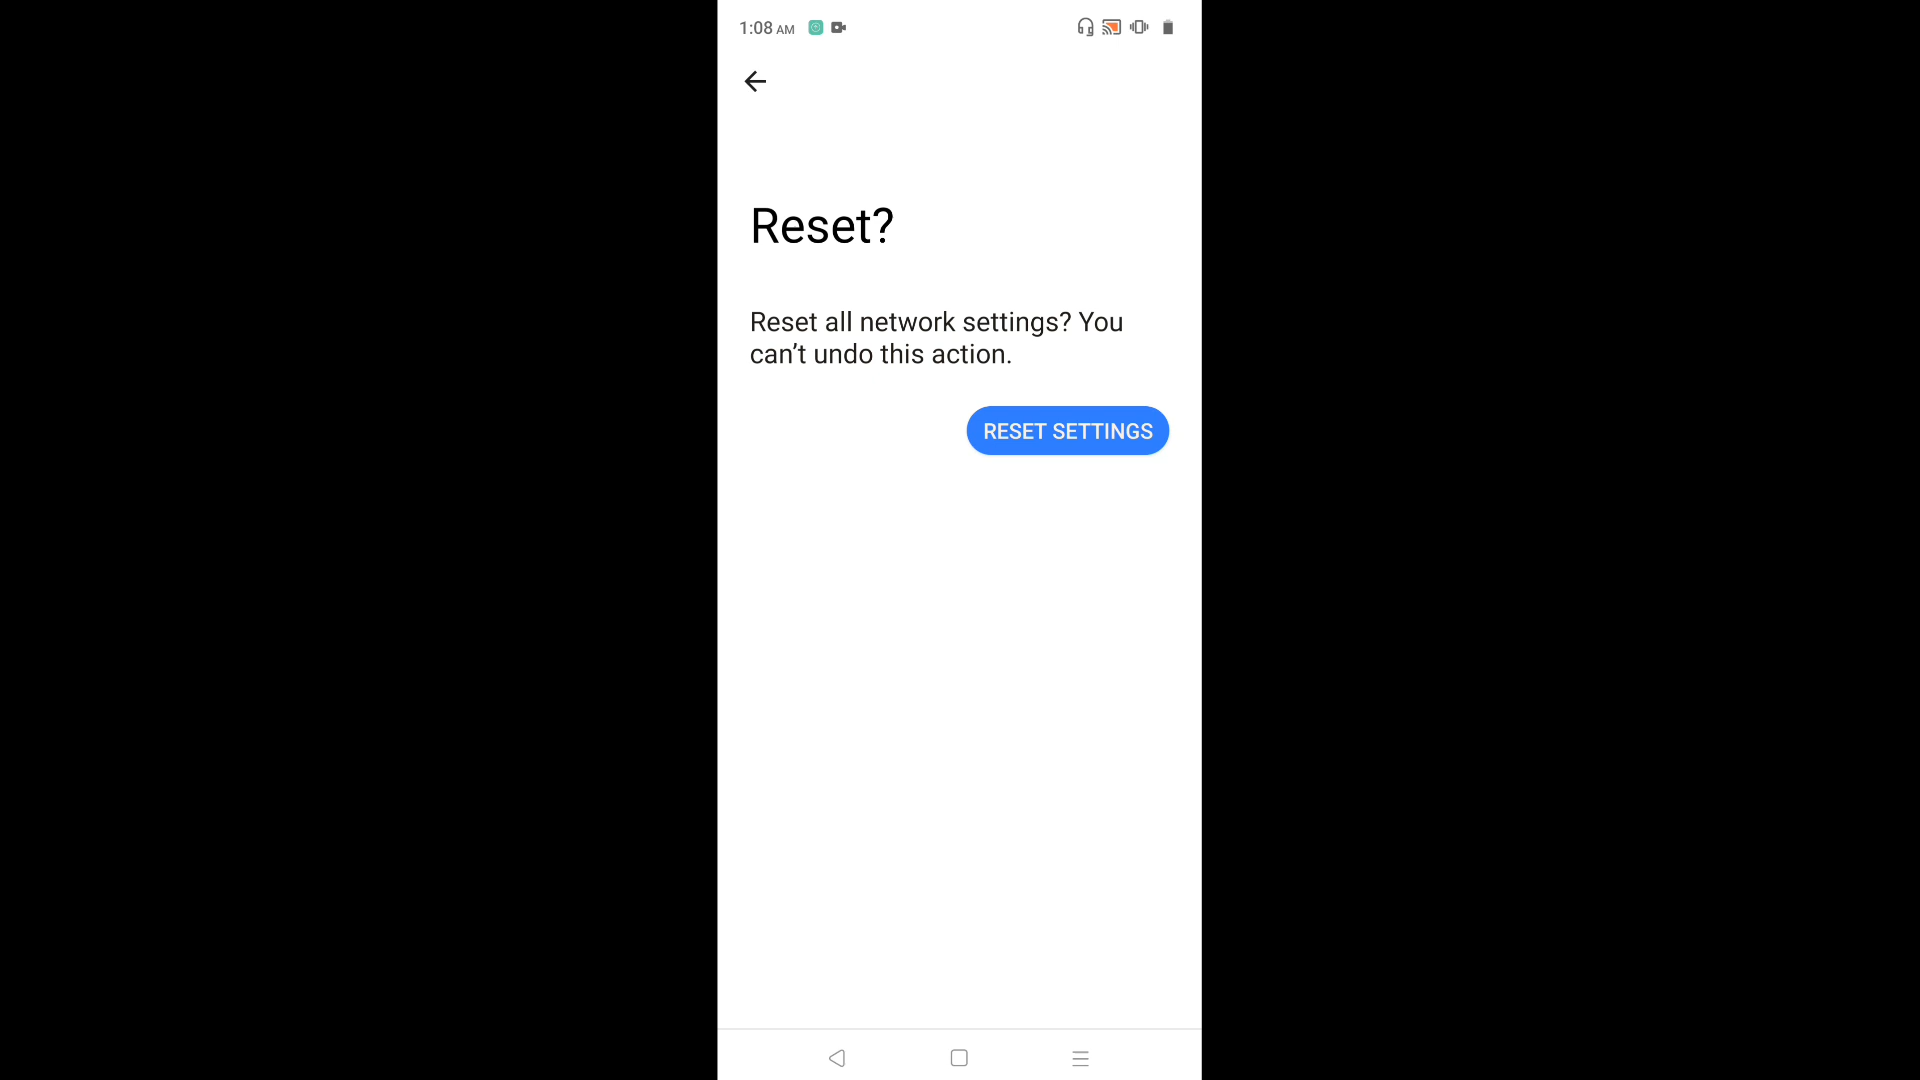 1:08 AM
Reset?
Reset all network settings? You
can’t undo this action.
RESET SETTINGS